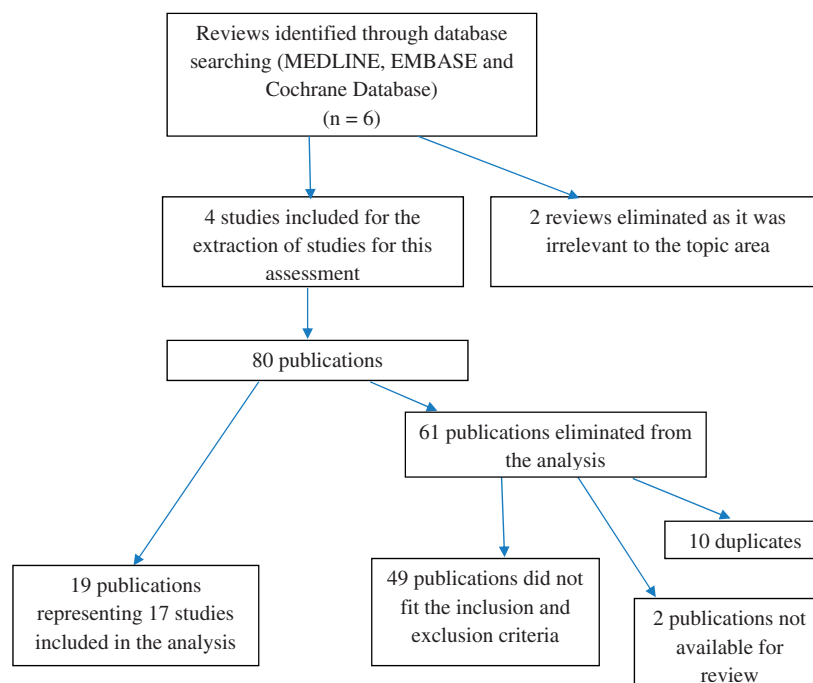 Reviews identified through database
searching (MEDLINE, EMBASE and
Cochrane Database)
(n = 6)
4 studies included for the
extraction of studies for this
assessment
2 reviews eliminated as it was
irrelevant to the topic area
80 publications
61 publications eliminated from
the analysis
10 duplicates
19 publications
representing 17 studies
included in the analysis
49 publications did not
fit the inclusion and
exclusion criteria
2 publications not
available for
review